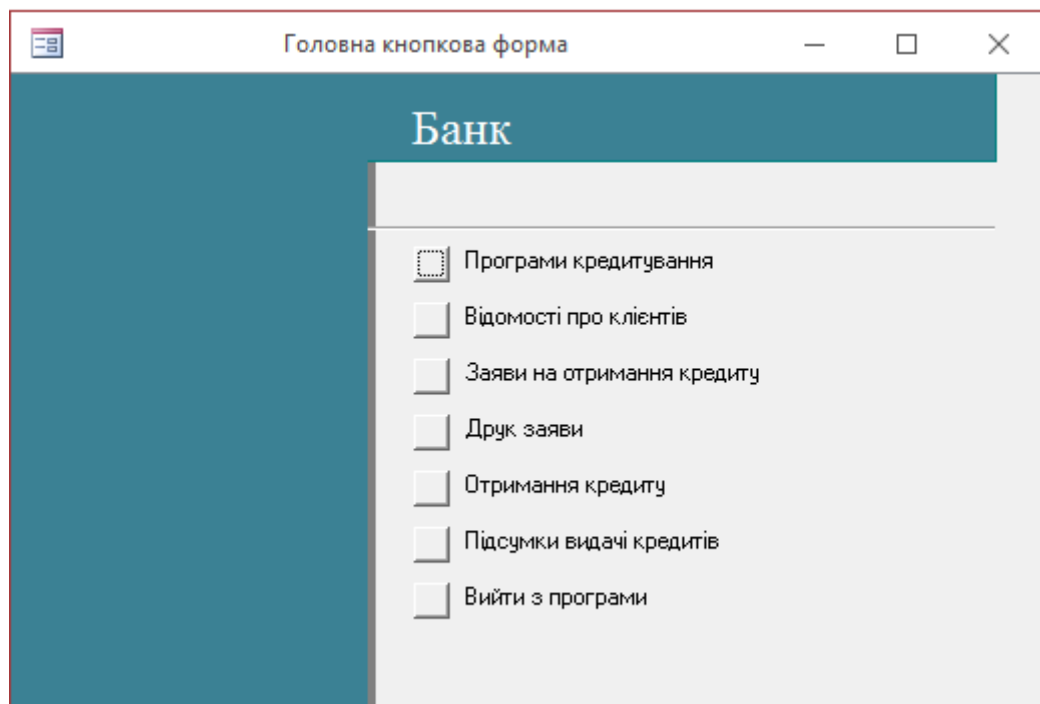 Головна кнопкова форма
Банк
Програми кредитування
Відомості про клієнтів
Заяви на отримання кредиту
Друк заяви
Отримання кредиту
Підсумки видачі кредитів
Вийти з програми